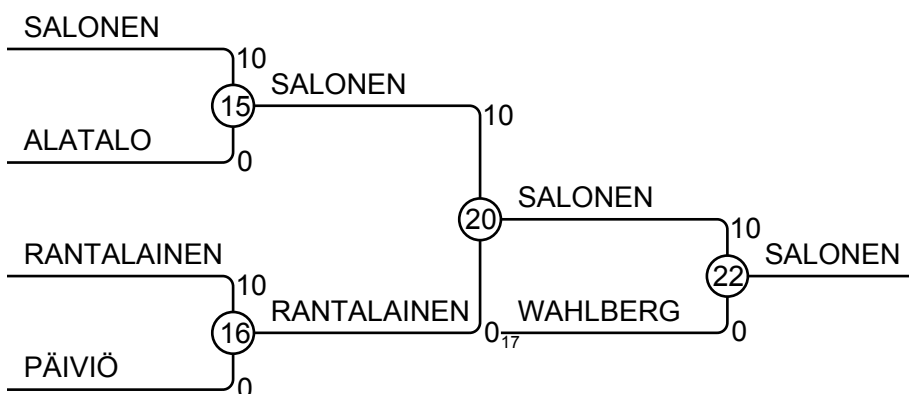 SALONEN
10
15
SALONEN
10
ALATALO
0
20
SALONEN
10
RANTALAINEN
10
22
SALONEN
16
RANTALAINEN
0
17
WAHLBERG
0
PÄIVIÖ
0